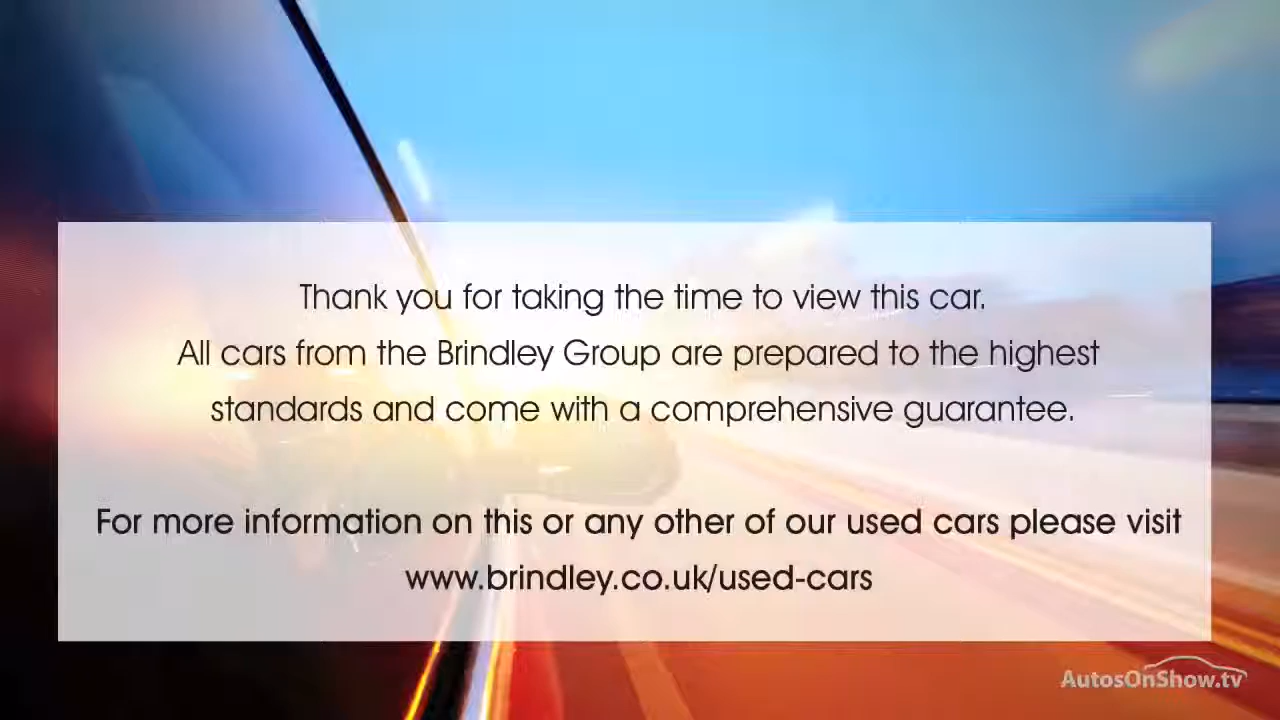 Thank you for taking the time to view this car.
All cars from the Brindley Group are prepared to the highest
standards and come with a comprehensive guarantee.
For more information on this or any other of our used cars please visit
www.brindley.co.uk/used-cars
AutosOnShow.tv